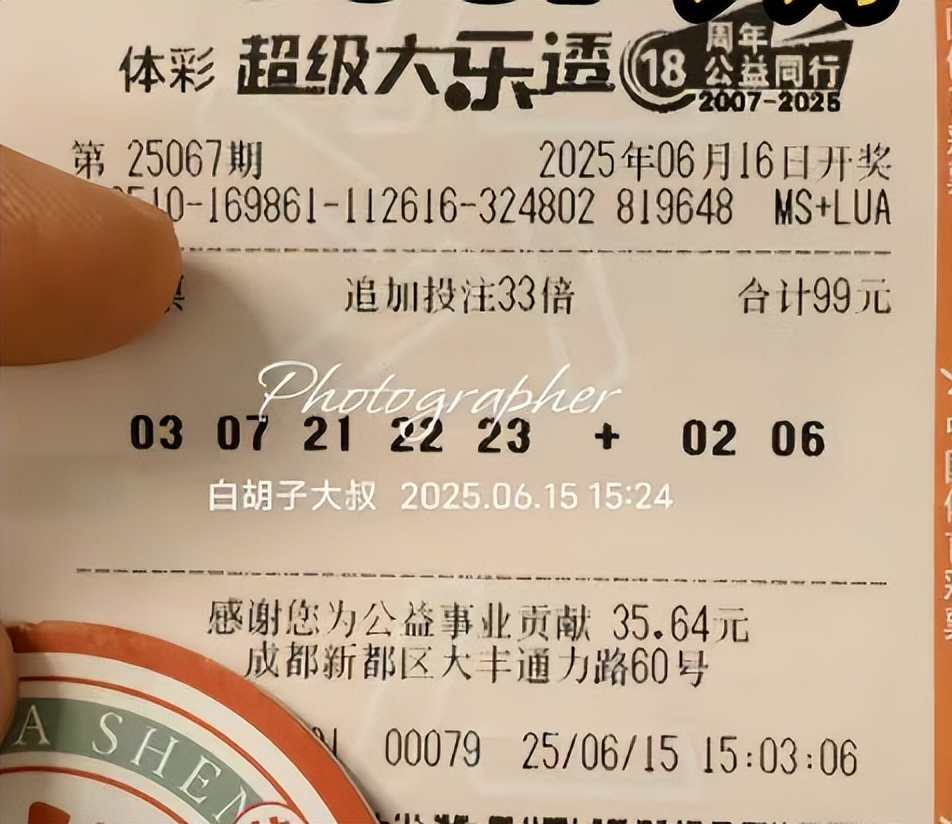 体彩 超级大乐透 18周年 公益同行 2007-2025
第 25067期 2025年06月16日开奖
510-169861-112616-324802 819648 MS+LUA
票 追加投注33倍 合计99元
Photographer
03 07 21 22 23 + 02 06
白胡子大叔 2025.06.15 15:24
感谢您为公益事业贡献 35.64元
成都新都区大丰通力路60号
00079 25/06/15 15:03:06
A SHEN